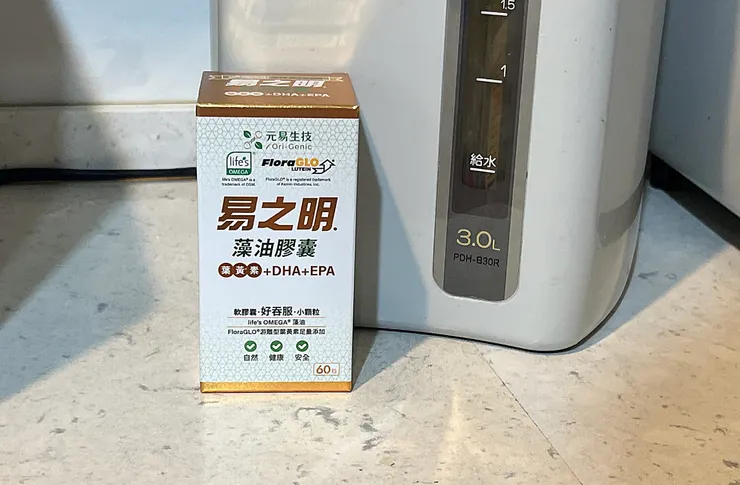 易之明
葉黃素+DHA+EPA
元易生技
Ori-Genic
life's
OMEGA
FloraGLO
LUTEIN
life's OMEGA® is a
trademark of DSM.
FloraGLO® is a registered trademark
of Kemin Industries, Inc.
易之明
藻油膠囊
葉黃素+DHA+EPA
軟膠囊·好吞服·小顆粒
life's OMEGA® 藻油
FloraGLO®游離型葉黃素足量添加
自然 健康 安全
60粒
1.5
1
給水
3.0L
PDH-B30R